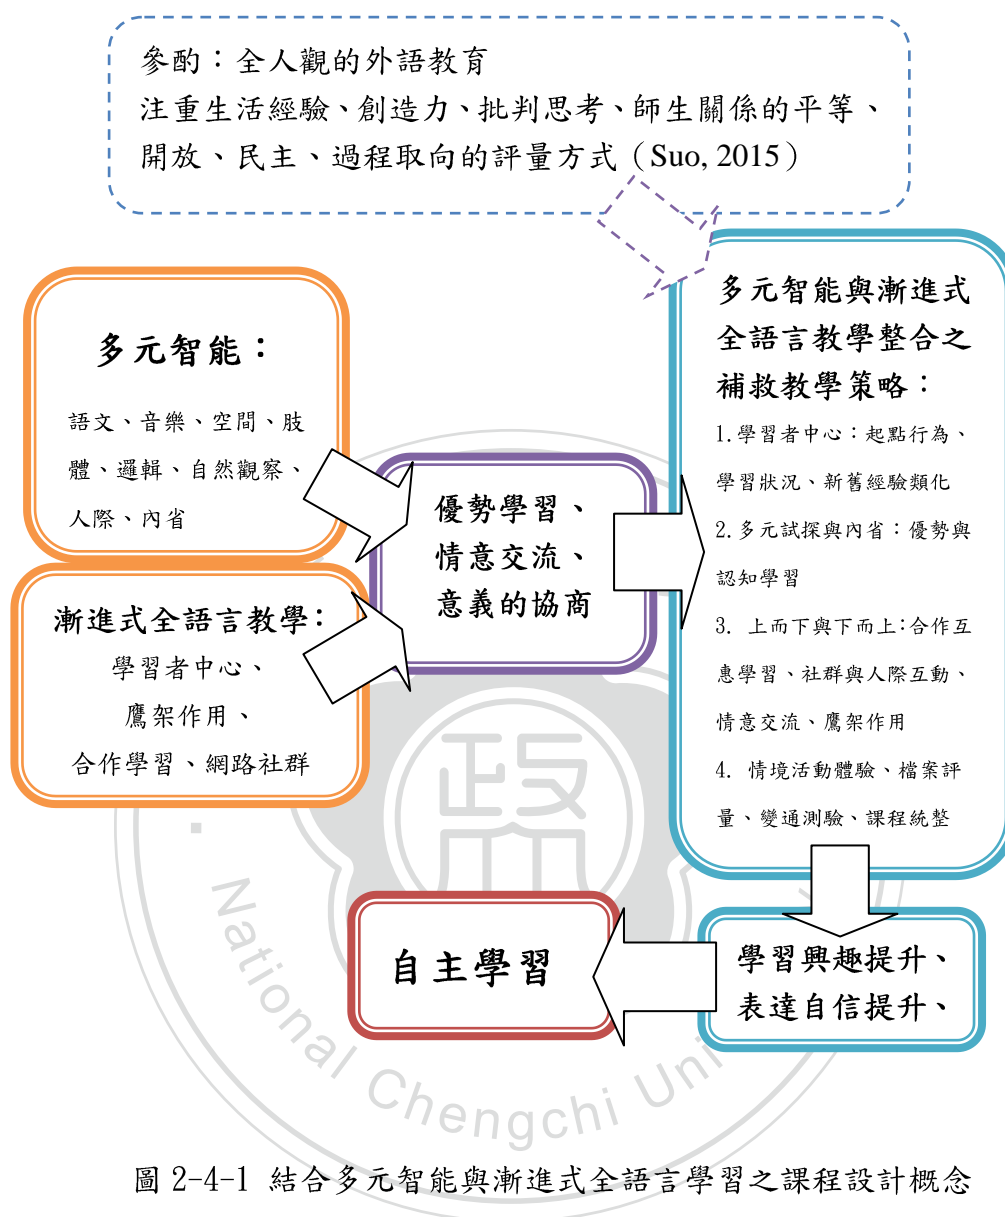 參酌：全人觀的外語教育
注重生活經驗、創造力、批判思考、師生關係的平等、
開放、民主、過程取向的評量方式（Suo, 2015）
多元智能：
語文、音樂、空間、肢
體、邏輯、自然觀察、
人際、內省
漸進式全語言教學：
學習者中心、
鷹架作用、
合作學習、網路社群
優勢學習、
情意交流、
意義的協商
多元智能與漸進式
全語言教學整合之
補救教學策略：
1.學習者中心：起點行為、
學習狀況、新舊經驗類化
2.多元試探與內省：優勢與
認知學習
3. 上而下與下而上:合作互
惠學習、社群與人際互動、
情意交流、鷹架作用
4. 情境活動體驗、檔案評
量、變通測驗、課程統整
學習興趣提升、
表達自信提升、
自主學習
政
National Chengchi Uni
圖 2-4-1 結合多元智能與漸進式全語言學習之課程設計概念